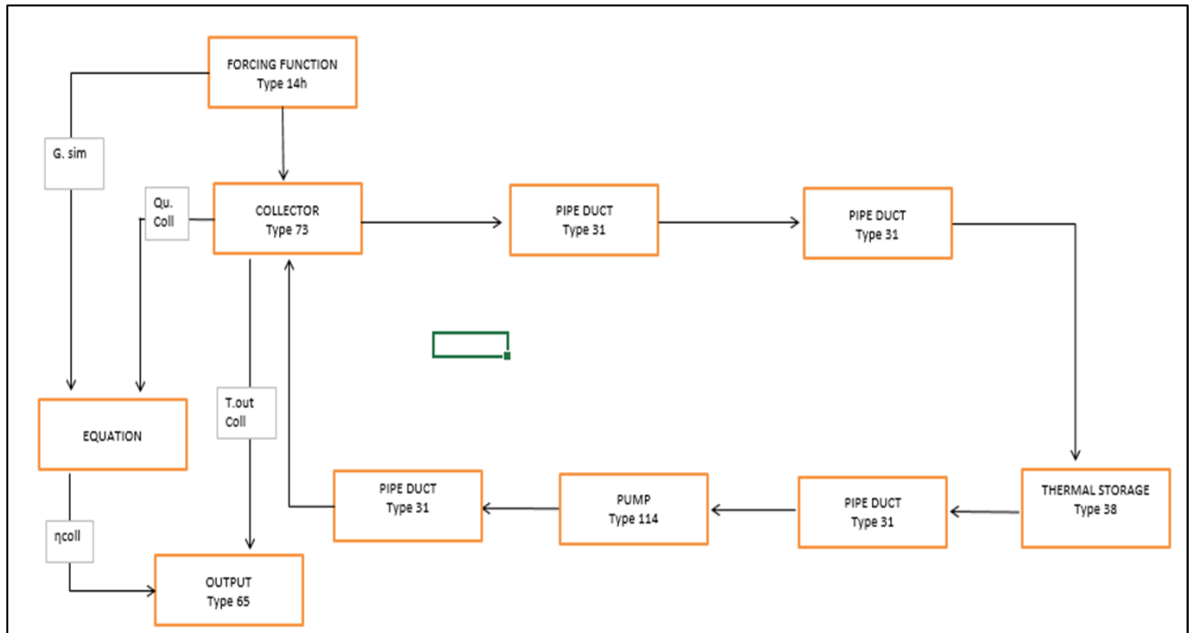 FORCING FUNCTION
Type 14h
G. sim
Qu.
Coll
COLLECTOR
Type 73
PIPE DUCT
Type 31
PIPE DUCT
Type 31
T.out
Coll
EQUATION
PIPE DUCT
Type 31
PUMP
Type 114
PIPE DUCT
Type 31
THERMAL STORAGE
Type 38
ηcoll
OUTPUT
Type 65